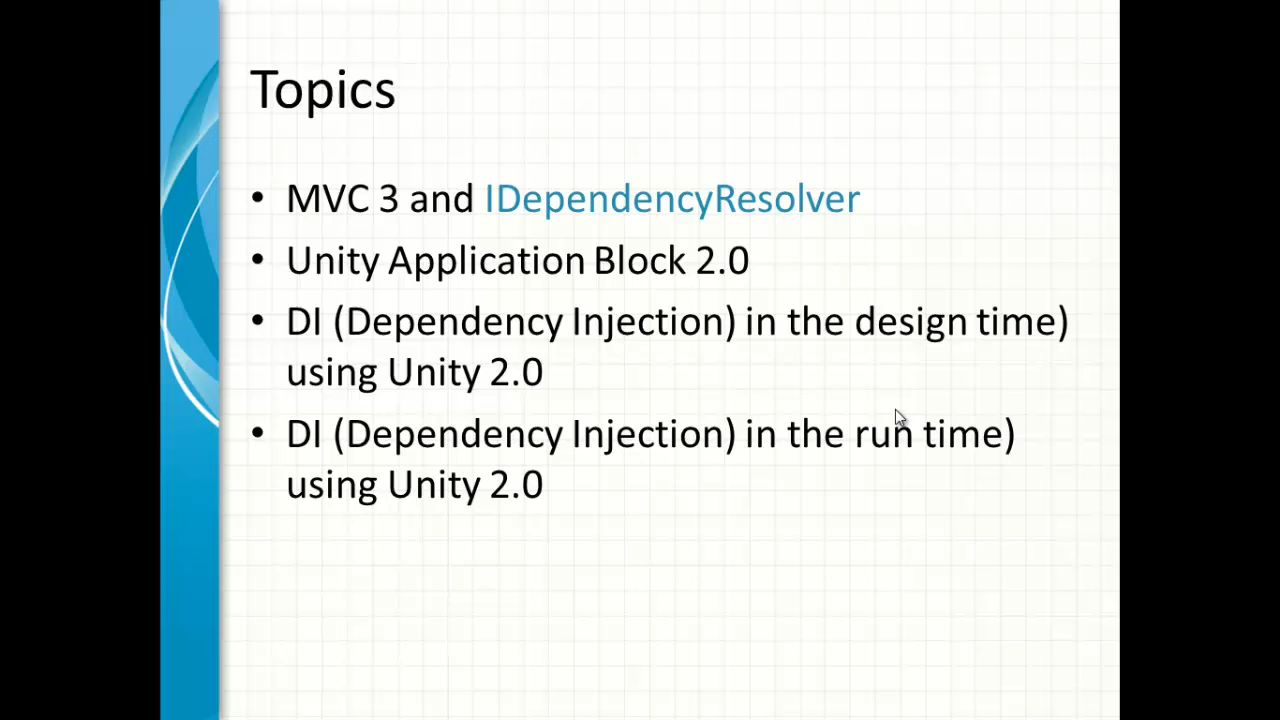 Topics
• MVC 3 and IDependencyResolver
• Unity Application Block 2.0
• DI (Dependency Injection) in the design time)
using Unity 2.0
• DI (Dependency Injection) in the run time)
using Unity 2.0